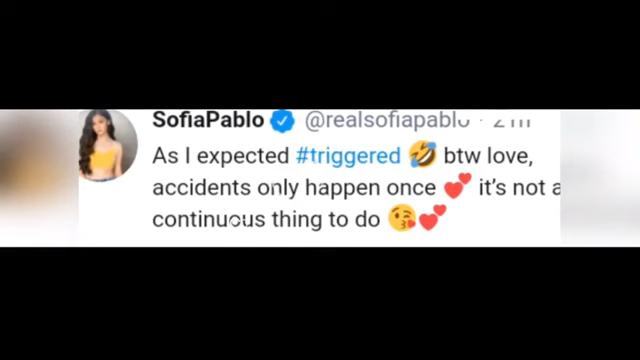 SofiaPablo @realsofiapablo ·
As I expected #triggered 🤣 btw love,
accidents only happen once 💕 it's not a
continuous thing to do 😘💕